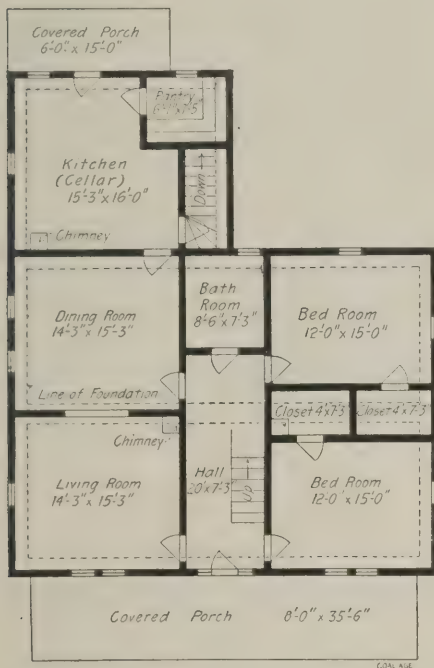 Covered Porch
6'-0" x 15'-0"
Pantry
Kitchen
(Cellar)
15'-3" x 16'-0"
Down
Chimney
Dining Room
14'-3" x 15'-3"
Bath
Room
8'-6" x 7'-3"
Bed Room
12'-0" x 15'-0"
Line of Foundation
Closet 4' x 7'-3
Closet 4' x 7'-3
Chimney
Living Room
14'-3" x 15'-3"
Hall
20' x 7'-3"
UP
Bed Room
12-0' x 15'-0"
Covered Porch 8'-0" x 35'-6"
COAL AGE